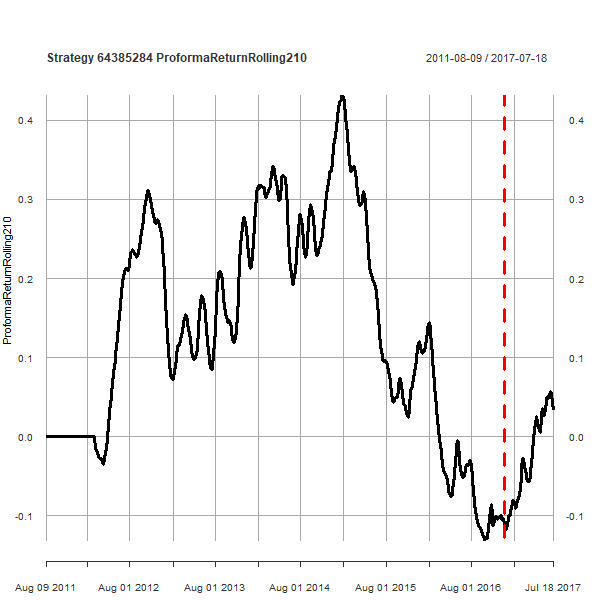 Strategy 64385284 ProformaReturnRolling210
2011-08-09 / 2017-07-18
ProformaReturnRolling210
0.4 0.4
0.3 0.3
0.2 0.2
0.1 0.1
0.0 0.0
-0.1 -0.1
Aug 09 2011 Aug 01 2012 Aug 01 2013 Aug 01 2014 Aug 01 2015 Aug 01 2016 Jul 18 2017